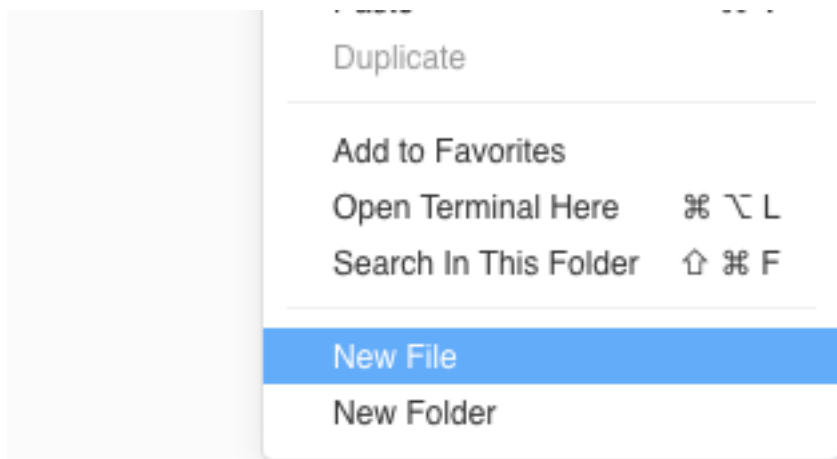 Duplicate
Add to Favorites
Open Terminal Here ⌘ ⌥ L
Search In This Folder ⇧ ⌘ F
New File
New Folder